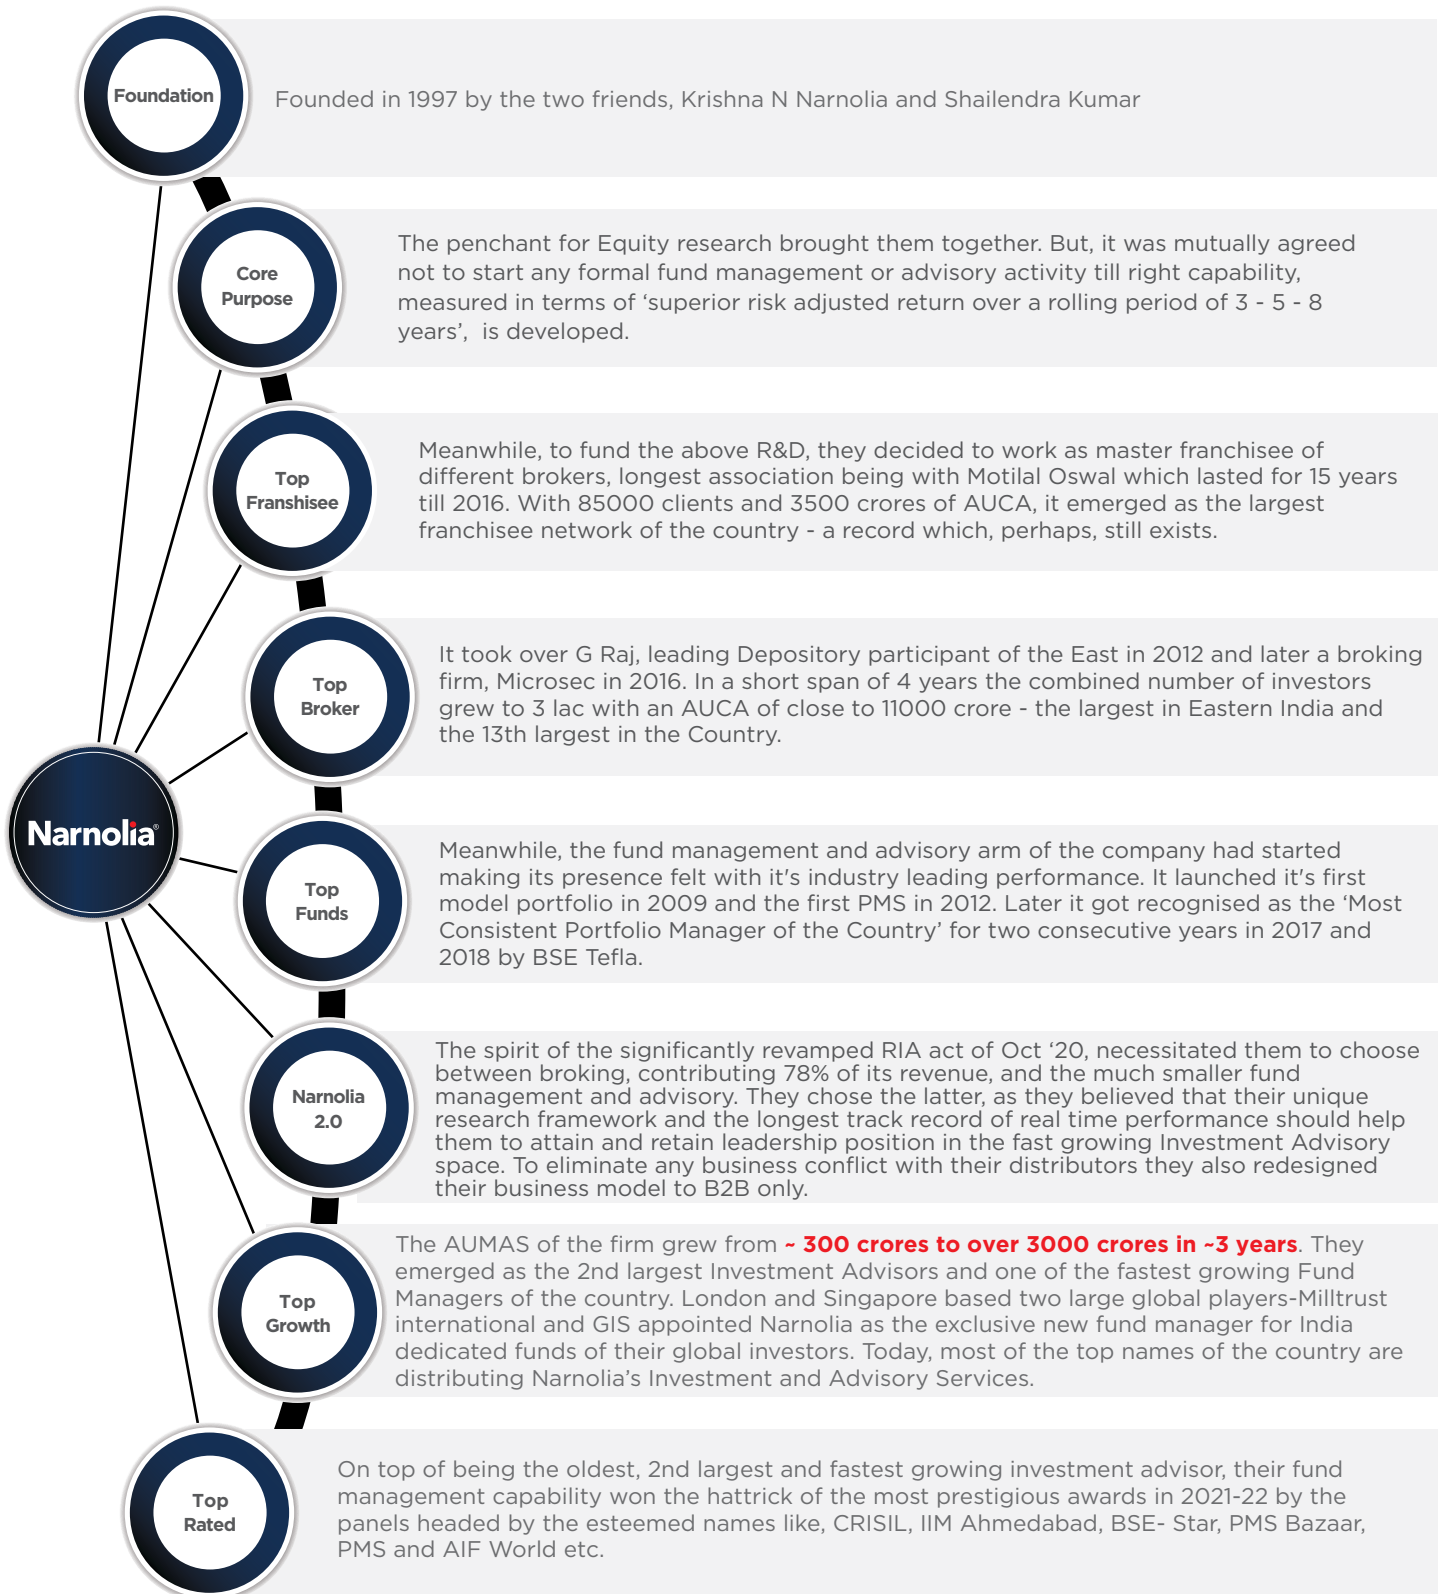 Foundation
Founded in 1997 by the two friends, Krishna N Narnolia and Shailendra Kumar
Core
Purpose
The penchant for Equity research brought them together. But, it was mutually agreed
not to start any formal fund management or advisory activity till right capability,
measured in terms of ‘superior risk adjusted return over a rolling period of 3 - 5 - 8
years’,  is developed.
Top
Franshisee
Meanwhile, to fund the above R&D, they decided to work as master franchisee of
different brokers, longest association being with Motilal Oswal which lasted for 15 years
till 2016. With 85000 clients and 3500 crores of AUCA, it emerged as the largest
franchisee network of the country - a record which, perhaps, still exists.
Top
Broker
It took over G Raj, leading Depository participant of the East in 2012 and later a broking
firm, Microsec in 2016. In a short span of 4 years the combined number of investors
grew to 3 lac with an AUCA of close to 11000 crore - the largest in Eastern India and
the 13th largest in the Country.
Narnolia®
Top
Funds
Meanwhile, the fund management and advisory arm of the company had started
making its presence felt with it's industry leading performance. It launched it's first
model portfolio in 2009 and the first PMS in 2012. Later it got recognised as the ‘Most
Consistent Portfolio Manager of the Country’ for two consecutive years in 2017 and
2018 by BSE Tefla.
Narnolia
2.0
The spirit of the significantly revamped RIA act of Oct ‘20, necessitated them to choose
between broking, contributing 78% of its revenue, and the much smaller fund
management and advisory. They chose the latter, as they believed that their unique
research framework and the longest track record of real time performance should help
them to attain and retain leadership position in the fast growing Investment Advisory
space. To eliminate any business conflict with their distributors they also redesigned
their business model to B2B only.
Top
Growth
The AUMAS of the firm grew from ~ 300 crores to over 3000 crores in ~3 years. They
emerged as the 2nd largest Investment Advisors and one of the fastest growing Fund
Managers of the country. London and Singapore based two large global players-Milltrust
international and GIS appointed Narnolia as the exclusive new fund manager for India
dedicated funds of their global investors. Today, most of the top names of the country are
distributing Narnolia’s Investment and Advisory Services.
Top
Rated
On top of being the oldest, 2nd largest and fastest growing investment advisor, their fund
management capability won the hattrick of the most prestigious awards in 2021-22 by the
panels headed by the esteemed names like, CRISIL, IIM Ahmedabad, BSE- Star, PMS Bazaar,
PMS and AIF World etc.